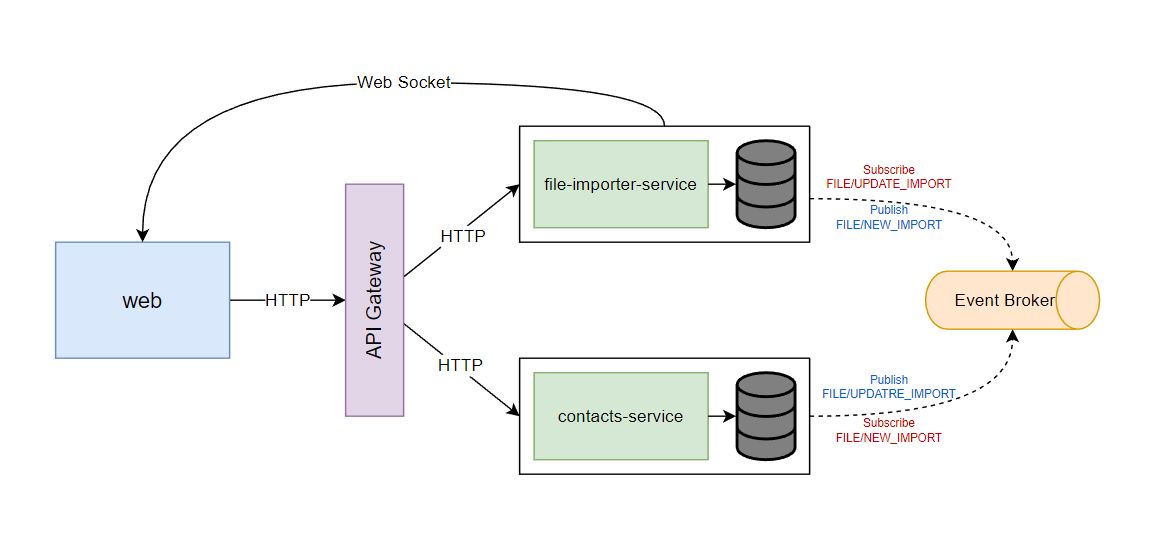 Web Socket
file-importer-service
Subscribe
FILE/UPDATE_IMPORT
Publish
FILE/NEW_IMPORT
HTTP
web
HTTP
API Gateway
Event Broker
HTTP
contacts-service
Publish
FILE/UPDATRE_IMPORT
Subscribe
FILE/NEW_IMPORT